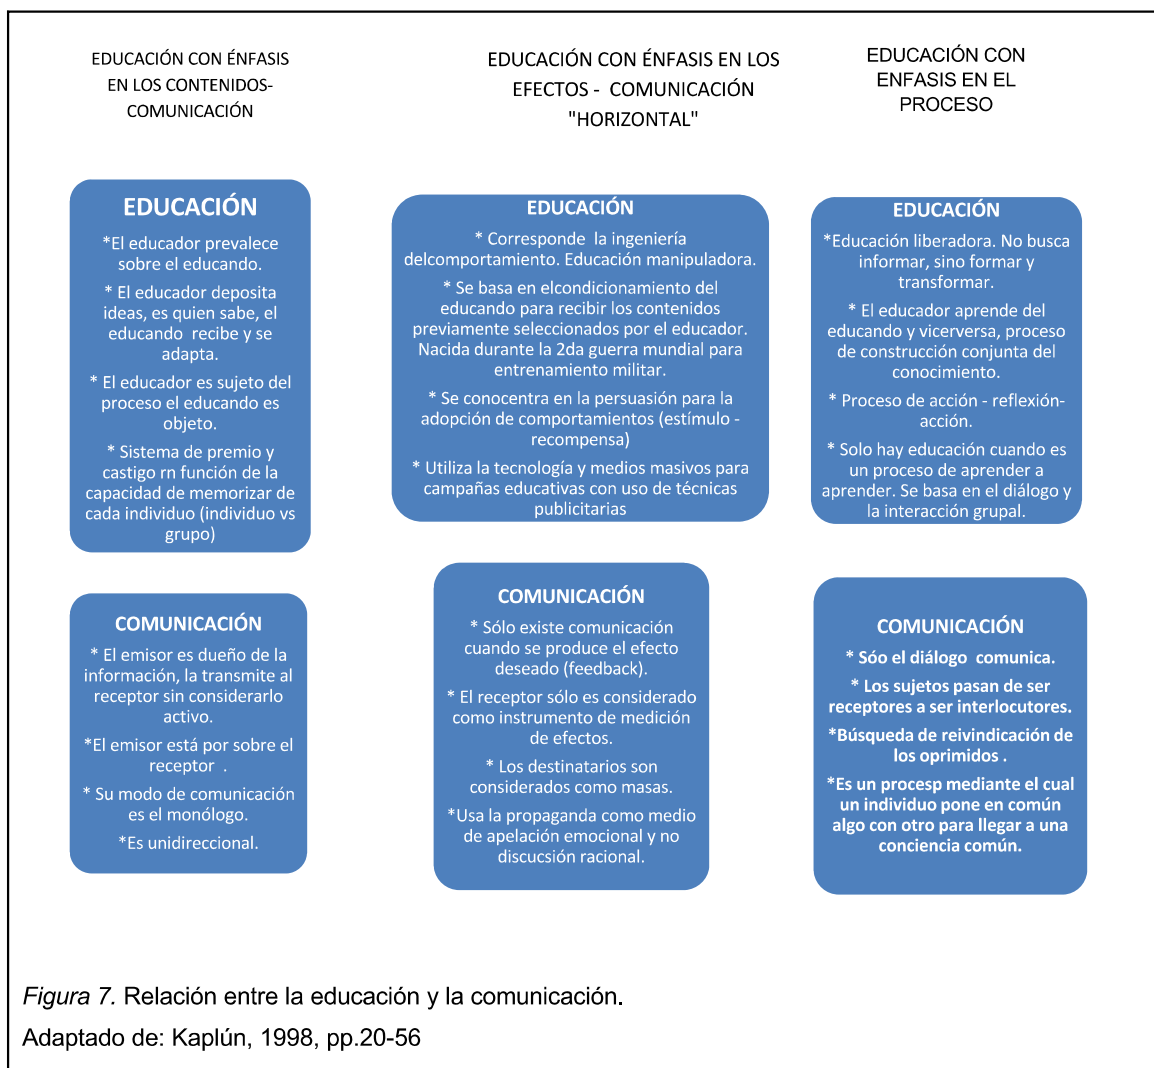 EDUCACIÓN CON ÉNFASIS
EN LOS CONTENIDOS-
COMUNICACIÓN
EDUCACIÓN
*El educador prevalece
sobre el educando.
* El educador deposita
ideas, es quien sabe, el
educando recibe y se
adapta.
* El educador es sujeto del
proceso el educando es
objeto.
* Sistema de premio y
castigo rn función de la
capacidad de memorizar de
cada individuo (individuo vs
grupo)
COMUNICACIÓN
* El emisor es dueño de la
información, la transmite al
receptor sin considerarlo
activo.
*El emisor está por sobre el
receptor .
* Su modo de comunicación
es el monólogo.
*Es unidireccional.
EDUCACIÓN CON ÉNFASIS EN LOS
EFECTOS - COMUNICACIÓN
"HORIZONTAL"
EDUCACIÓN
* Corresponde la ingeniería
delcomportamiento. Educación manipuladora.
* Se basa en elcondicionamiento del
educando para recibir los contenidos
previamente seleccionados por el educador.
Nacida durante la 2da guerra mundial para
entrenamiento militar.
* Se conocentra en la persuasión para la
adopción de comportamientos (estímulo -
recompensa)
* Utiliza la tecnología y medios masivos para
campañas educativas con uso de técnicas
publicitarias
COMUNICACIÓN
* Sólo existe comunicación
cuando se produce el efecto
deseado (feedback).
* El receptor sólo es considerado
como instrumento de medición
de efectos.
* Los destinatarios son
considerados como masas.
*Usa la propaganda como medio
de apelación emocional y no
discucsión racional.
EDUCACIÓN CON
ENFASIS EN EL
PROCESO
EDUCACIÓN
*Educación liberadora. No busca
informar, sino formar y
transformar.
* El educador aprende del
educando y vicerversa, proceso
de construcción conjunta del
conocimiento.
* Proceso de acción - reflexión-
acción.
* Solo hay educación cuando es
un proceso de aprender a
aprender. Se basa en el diálogo y
la interacción grupal.
COMUNICACIÓN
* Sóo el diálogo comunica.
* Los sujetos pasan de ser
receptores a ser interlocutores.
*Búsqueda de reivindicación de
los oprimidos .
*Es un procesp mediante el cual
un individuo pone en común
algo con otro para llegar a una
conciencia común.
Figura 7. Relación entre la educación y la comunicación.
Adaptado de: Kaplún, 1998, pp.20-56